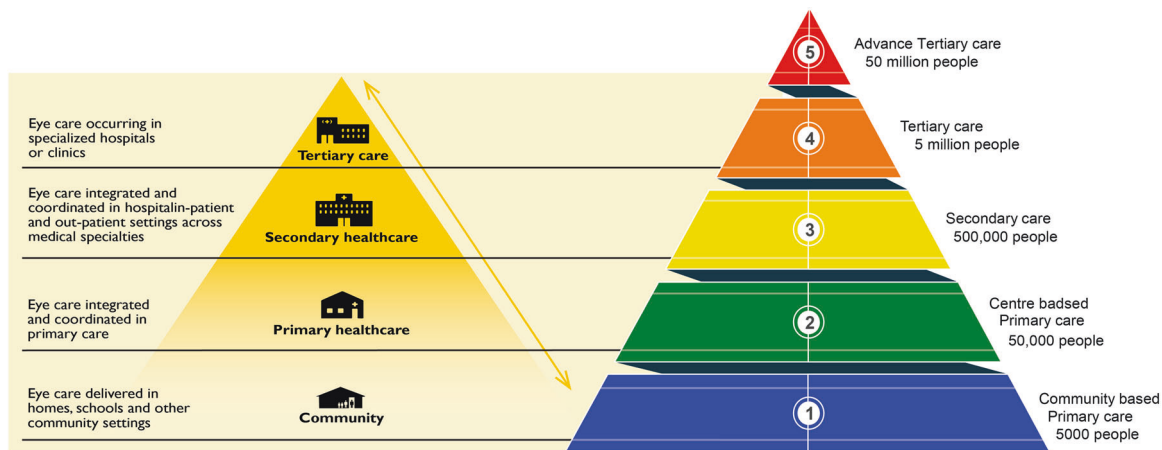 Eye care occurring in
specialized hospitals
or clinics
Tertiary care
Eye care integrated and
coordinated in hospitalin-patient
and out-patient settings across
medical specialties
Secondary healthcare
Eye care integrated
and coordinated in
primary care
Primary healthcare
Eye care delivered in
homes, schools and other
community settings
Community
5
Advance Tertiary care
50 million people
4
Tertiary care
5 million people
3
Secondary care
500,000 people
2
Centre badsed
Primary care
50,000 people
1
Community based
Primary care
5000 people